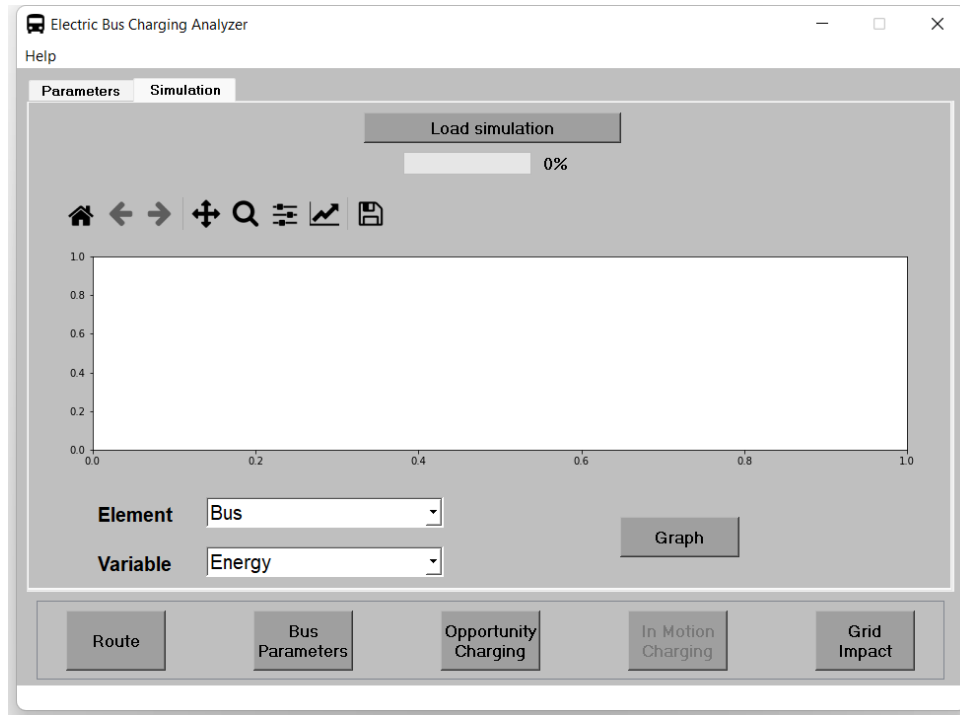 Electric Bus Charging Analyzer
Help
Parameters Simulation
Load simulation
0%
1.0
0.8
0.6
0.4
0.2
0.0
0.0 0.2 0.4 0.6 0.8 1.0
Element Bus
Graph
Variable Energy
Route
Bus
Parameters
Opportunity
Charging
In Motion
Charging
Grid
Impact